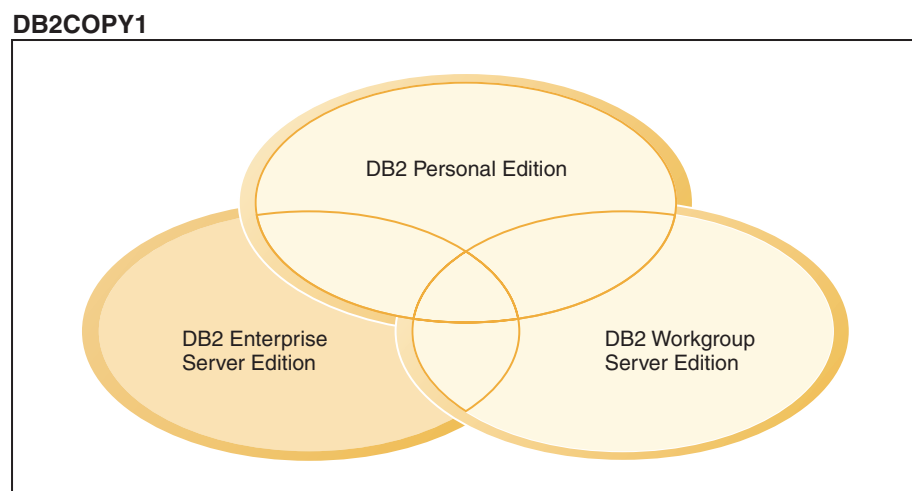 DB2COPY1
DB2 Personal Edition
DB2 Enterprise
Server Edition
DB2 Workgroup
Server Edition